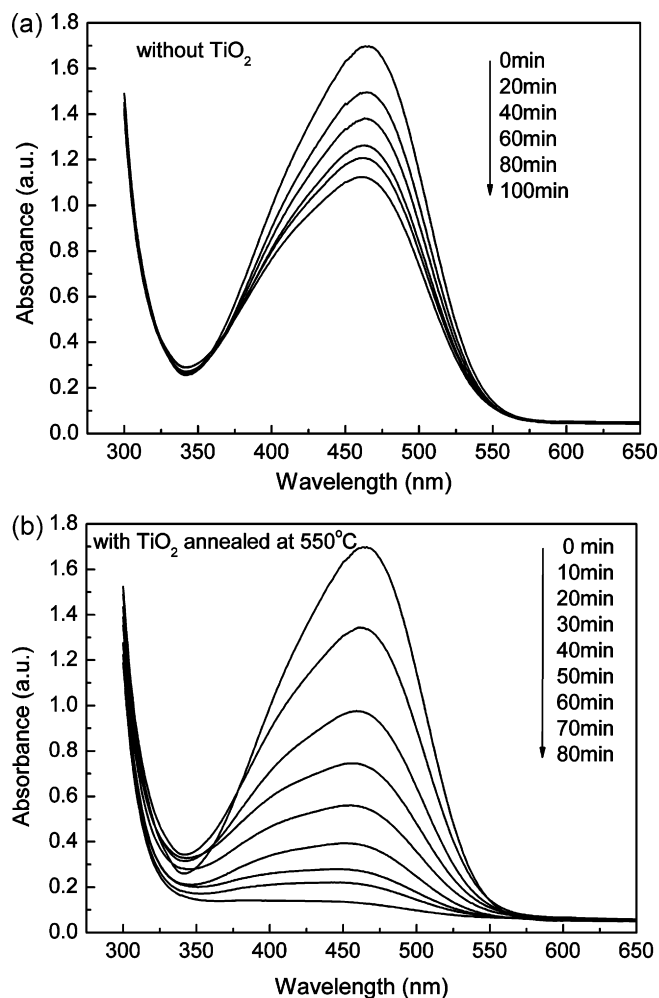 (a)
1.8
1.6
1.4
1.2
1.0
0.8
0.6
0.4
0.2
0.0
Absorbance (a.u.)
without TiO₂
0min
20min
40min
60min
80min
100min
300 350 400 450 500 550 600 650
Wavelength (nm)
(b)
1.8
1.6
1.4
1.2
1.0
0.8
0.6
0.4
0.2
0.0
Absorbance (a.u.)
with TiO₂ annealed at 550°C
0 min
10min
20min
30min
40min
50min
60min
70min
80min
300 350 400 450 500 550 600 650
Wavelength (nm)